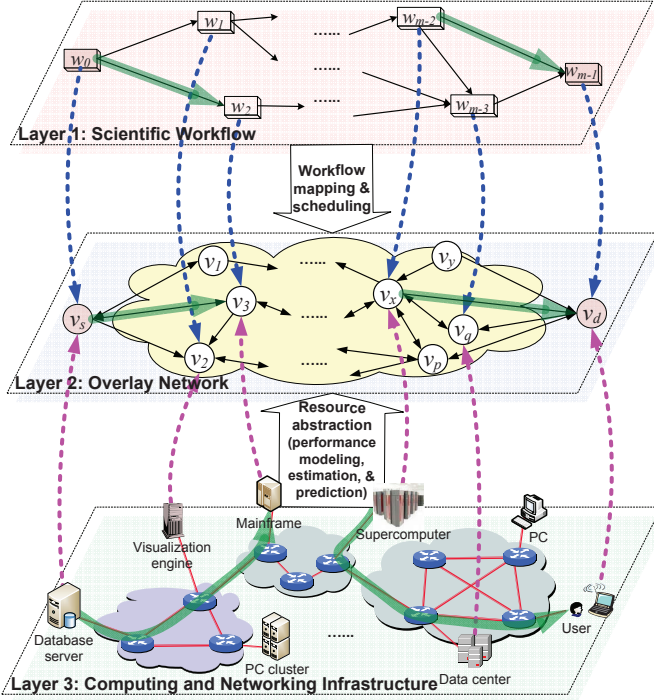 w1
......
wm-2
w0
wm-1
w2
......
wm-3
Layer 1: Scientific Workflow
Workflow
mapping &
scheduling
v1
......
vy
vs
v3
vx
vd
vq
v2
......
vp
Layer 2: Overlay Network
Resource
abstraction
(performance
modeling,
estimation, &
prediction)
Mainframe
Supercomputer
PC
Visualization
engine
Database
server
PC cluster
......
User
Data center
Layer 3: Computing and Networking Infrastructure